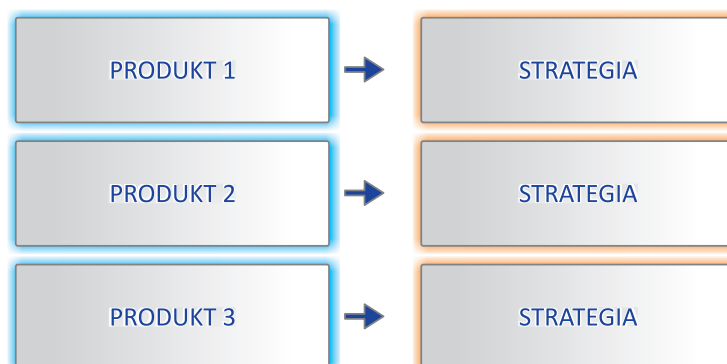 PRODUKT 1
STRATEGIA
PRODUKT 2
STRATEGIA
PRODUKT 3
STRATEGIA